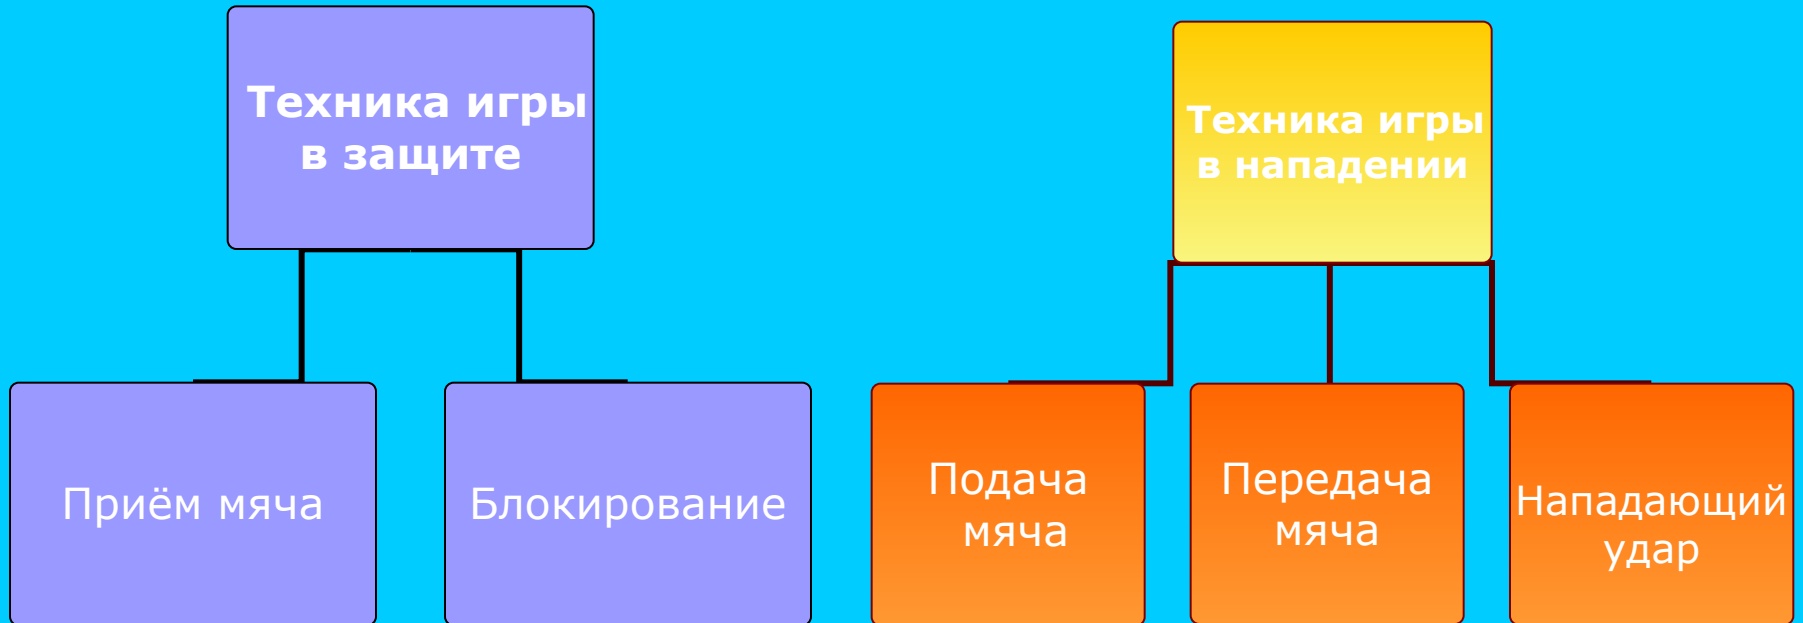 Техника игры
в защите
Техника игры
в нападении
Приём мяча
Блокирование
Подача
мяча
Передача
мяча
Нападающий
удар